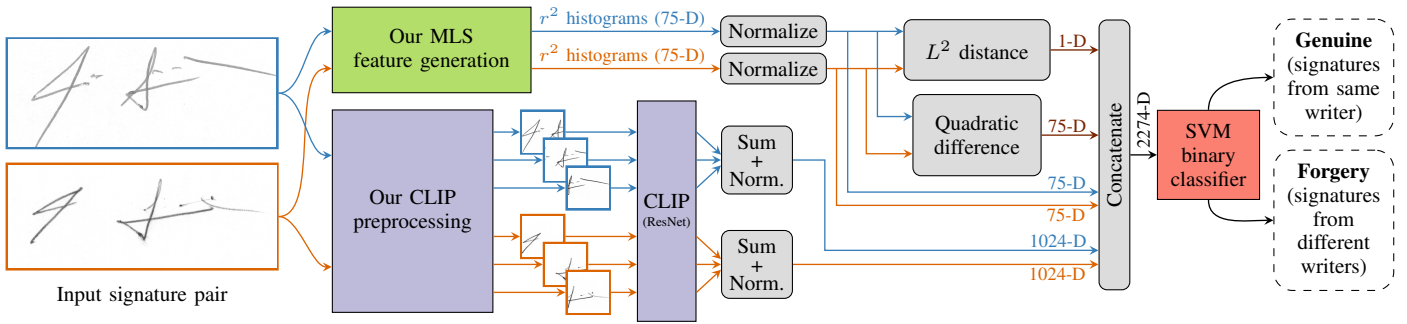 Input signature pair
Our MLS
feature generation
Our CLIP
preprocessing
r² histograms (75-D)
r² histograms (75-D)
CLIP
(ResNet)
Normalize
Normalize
Sum
+
Norm.
Sum
+
Norm.
L² distance
Quadratic
difference
1-D
75-D
75-D
75-D
1024-D
1024-D
Concatenate
2274-D
SVM
binary
classifier
Genuine
(signatures
from same
writer)
Forgery
(signatures
from
different
writers)